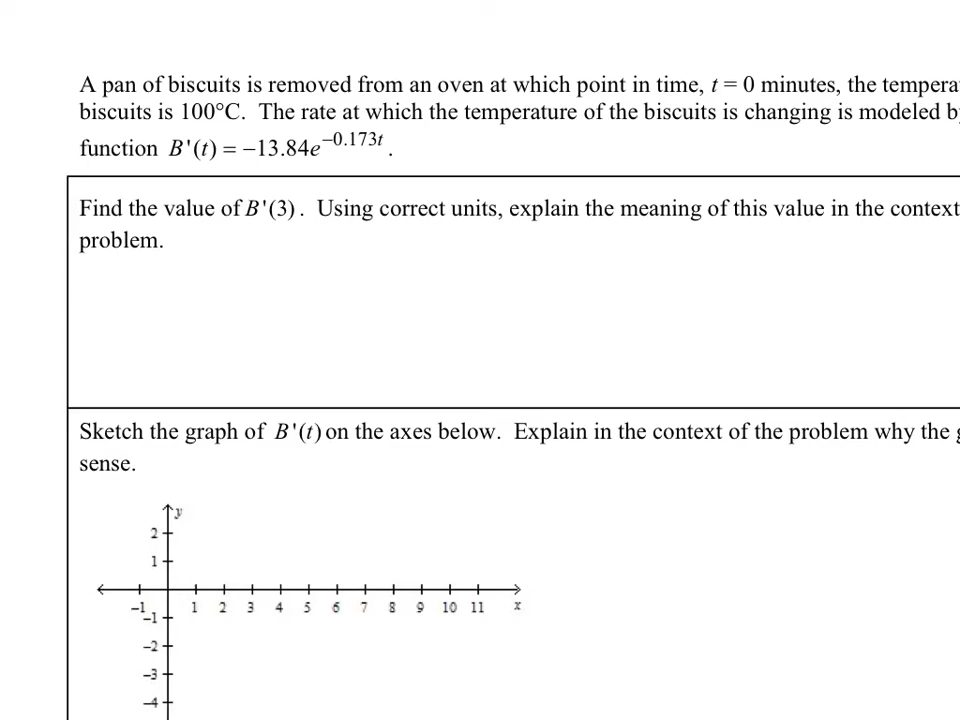 A pan of biscuits is removed from an oven at which point in time, t = 0 minutes, the
biscuits is 100°C. The rate at which the temperature of the biscuits is changing is modeled
function B'(t) = −13.84e^−0.173t .
Find the value of B'(3). Using correct units, explain the meaning of this value in the context
problem.
Sketch the graph of B'(t) on the axes below. Explain in the context of the problem why the
sense.
y
2
1
−1 1 2 3 4 5 6 7 8 9 10 11 x
−1
−2
−3
−4